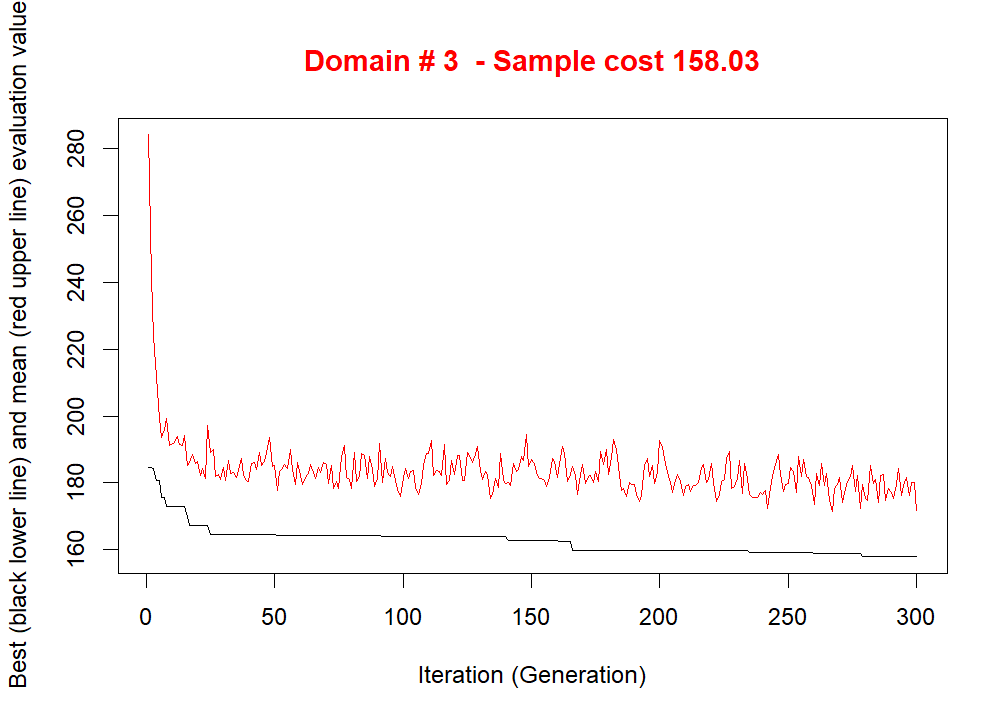 Domain # 3  - Sample cost 158.03
Best (black lower line) and mean (red upper line) evaluation value
280
260
240
220
200
180
160
0 50 100 150 200 250 300
Iteration (Generation)